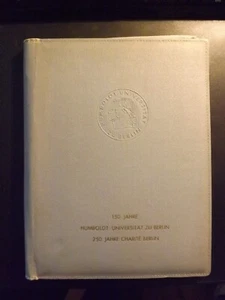 150 JAHRE
HUMBOLDT-UNIVERSITÄT ZU BERLIN
250 JAHRE CHARITÉ BERLIN